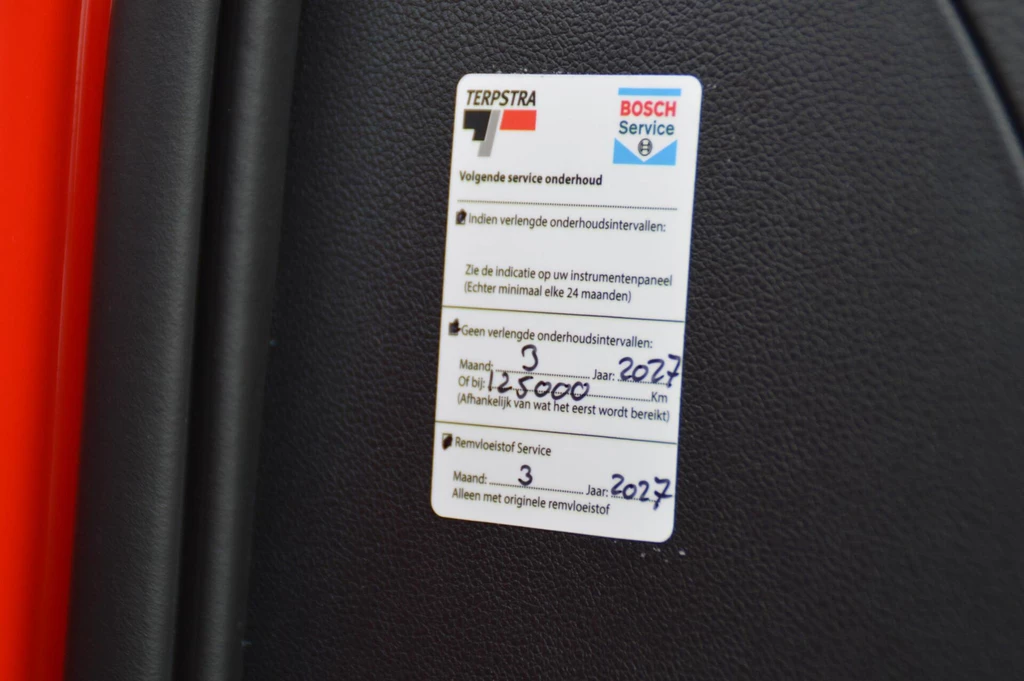 TERPSTRA
BOSCH
Service
Volgende service onderhoud
Indien verlengde onderhoudsintervallen:
Zie de indicatie op uw instrumentenpaneel
(Echter minimaal elke 24 maanden)
Geen verlengde onderhoudsintervallen:
Maand: 3 Jaar: 2027
Of bij: 125000 Km
(Afhankelijk van wat het eerst wordt bereikt)
Remvloeistof Service
Maand: 3 Jaar: 2027
Alleen met originele remvloeistof